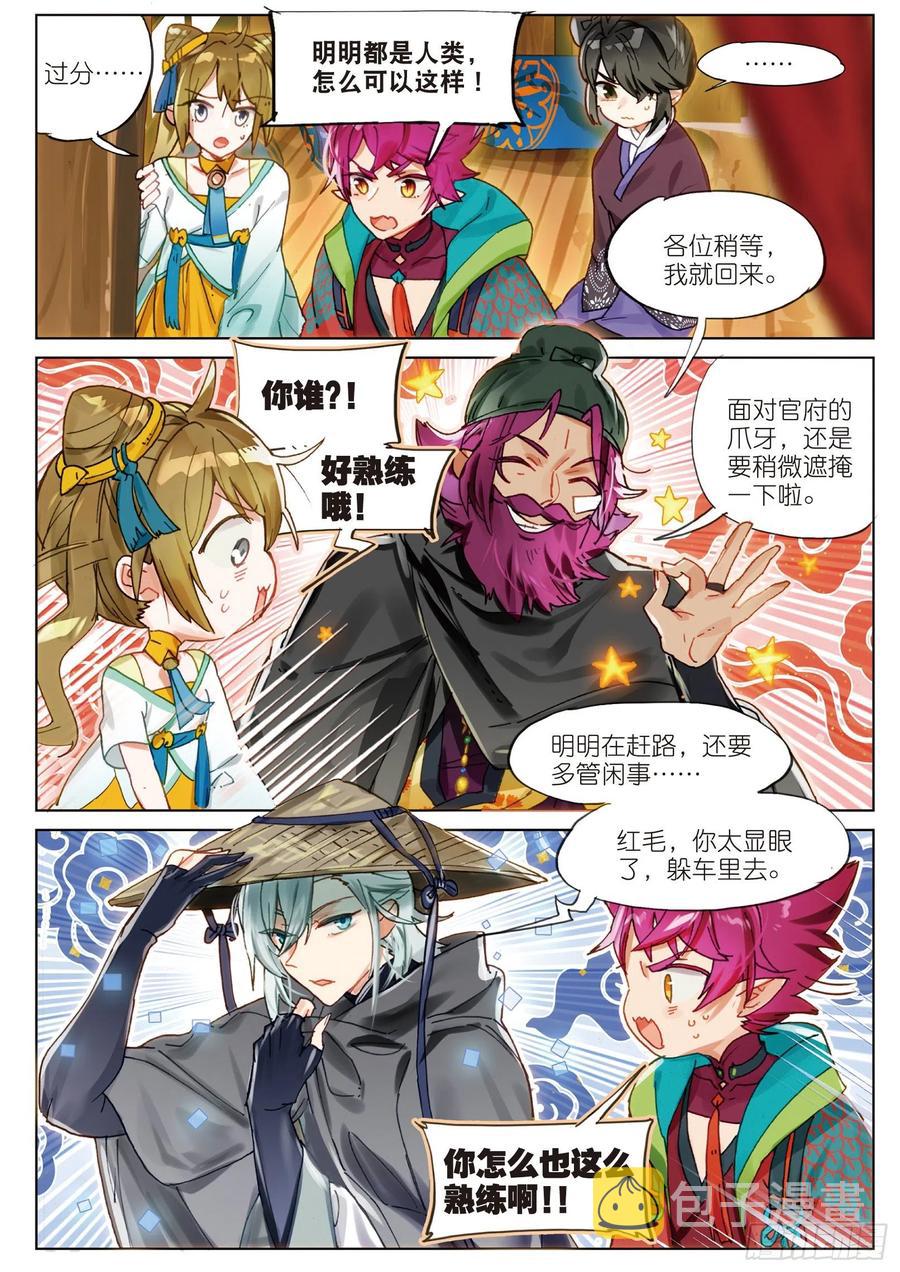 过分……
明明都是人类，
怎么可以这样！
……
各位稍等，
我就回来。
你谁?！
好熟练
哦！
面对官府的
爪牙，还是
要稍微遮掩
一下啦。
明明在赶路，还要
多管闲事……
红毛，你太显眼
了，躲车里去。
你怎么也这么
熟练啊！！
包子漫畫